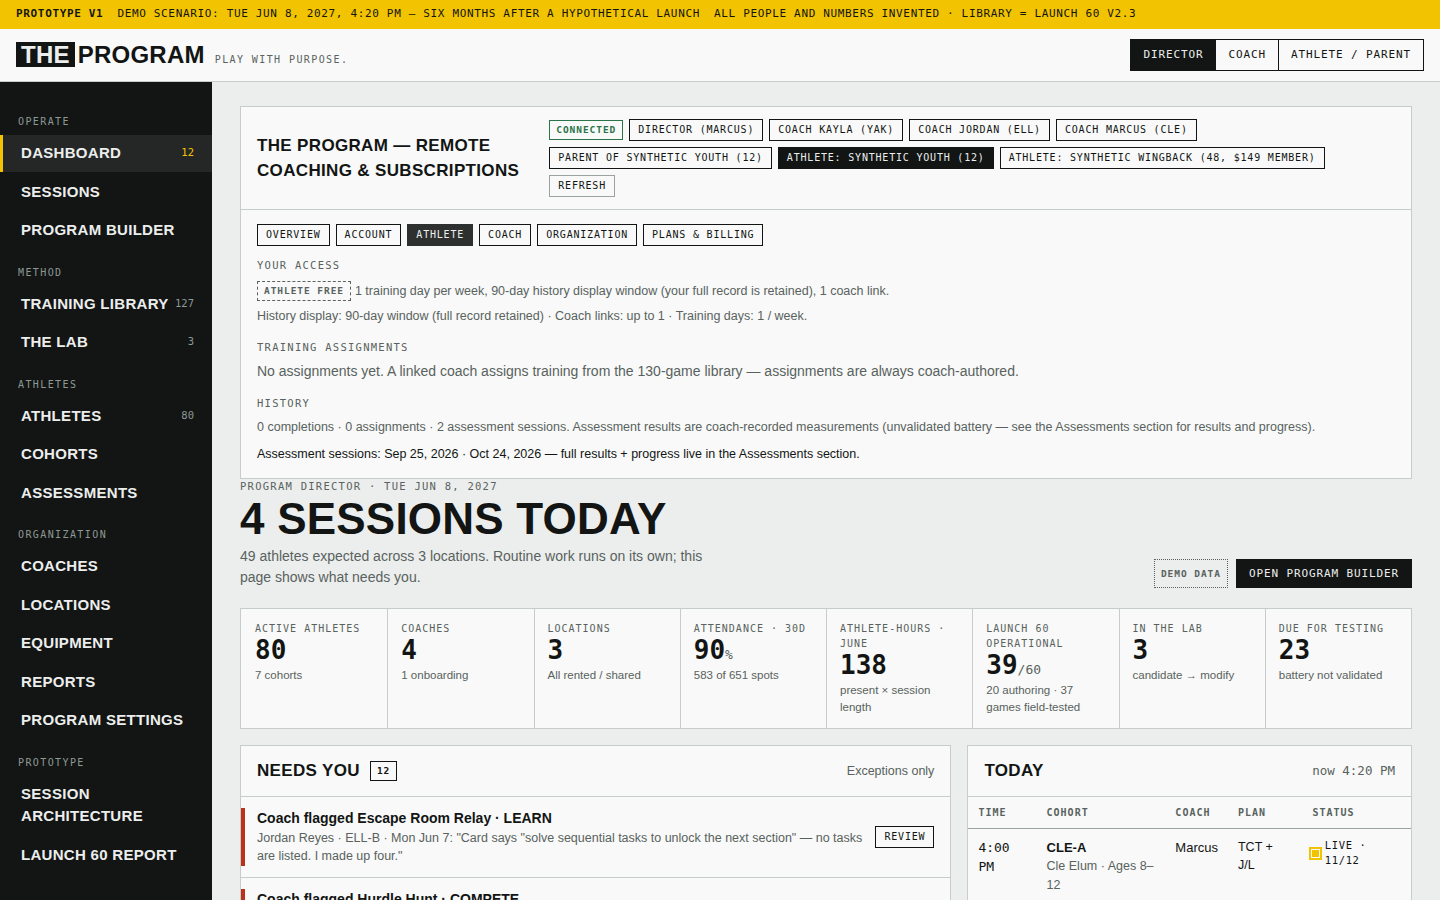 PROTOTYPE V1 DEMO SCENARIO: TUE JUN 8, 2027, 4:20 PM — SIX MONTHS AFTER A HYPOTHETICAL LAUNCH ALL PEOPLE AND NUMBERS INVENTED · LIBRARY = LAUNCH 60 V2.3
THE PROGRAM PLAY WITH PURPOSE.
DIRECTOR COACH ATHLETE / PARENT
OPERATE
DASHBOARD 12
SESSIONS
PROGRAM BUILDER
METHOD
TRAINING LIBRARY 127
THE LAB 3
ATHLETES
ATHLETES 80
COHORTS
ASSESSMENTS
ORGANIZATION
COACHES
LOCATIONS
EQUIPMENT
REPORTS
PROGRAM SETTINGS
PROTOTYPE
SESSION
ARCHITECTURE
LAUNCH 60 REPORT
THE PROGRAM — REMOTE
COACHING & SUBSCRIPTIONS
CONNECTED DIRECTOR (MARCUS) COACH KAYLA (YAK) COACH JORDAN (ELL) COACH MARCUS (CLE)
PARENT OF SYNTHETIC YOUTH (12) ATHLETE: SYNTHETIC YOUTH (12) ATHLETE: SYNTHETIC WINGBACK (48, $149 MEMBER)
REFRESH
OVERVIEW ACCOUNT ATHLETE COACH ORGANIZATION PLANS & BILLING
YOUR ACCESS
ATHLETE FREE 1 training day per week, 90-day history display window (your full record is retained), 1 coach link.
History display: 90-day window (full record retained) · Coach links: up to 1 · Training days: 1 / week.
TRAINING ASSIGNMENTS
No assignments yet. A linked coach assigns training from the 130-game library — assignments are always coach-authored.
HISTORY
0 completions · 0 assignments · 2 assessment sessions. Assessment results are coach-recorded measurements (unvalidated battery — see the Assessments section for results and progress).
Assessment sessions: Sep 25, 2026 · Oct 24, 2026 — full results + progress live in the Assessments section.
PROGRAM DIRECTOR · TUE JUN 8, 2027
4 SESSIONS TODAY
49 athletes expected across 3 locations. Routine work runs on its own; this
page shows what needs you.
DEMO DATA OPEN PROGRAM BUILDER
ACTIVE ATHLETES
80
7 cohorts
COACHES
4
1 onboarding
LOCATIONS
3
All rented / shared
ATTENDANCE · 30D
90%
583 of 651 spots
ATHLETE-HOURS ·
JUNE
138
present × session
length
LAUNCH 60
OPERATIONAL
39/60
20 authoring · 37
games field-tested
IN THE LAB
3
candidate → modify
DUE FOR TESTING
23
battery not validated
NEEDS YOU 12 Exceptions only
Coach flagged Escape Room Relay · LEARN
Jordan Reyes · ELL-B · Mon Jun 7: "Card says "solve sequential tasks to unlock the next section" — no tasks
are listed. I made up four."
REVIEW
Coach flagged Hurdle Hunt · COMPETE
TODAY now 4:20 PM
TIME COHORT COACH PLAN STATUS
4:00
PM
CLE-A
Cle Elum · Ages 8–
12
Marcus
TCT +
J/L
LIVE ·
11/12